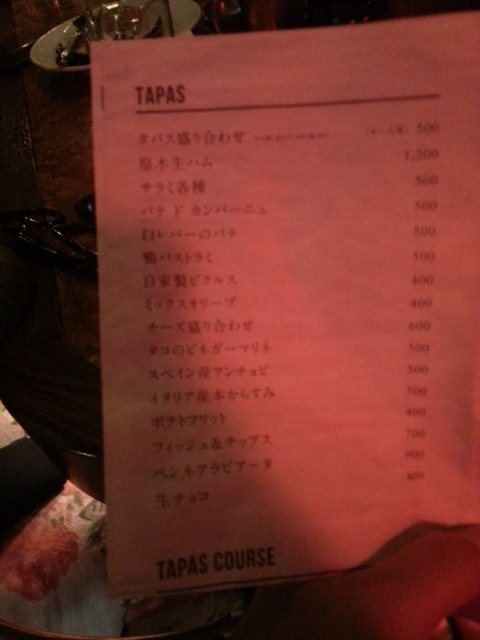 TAPAS
タパス盛り合わせ 500
原木生ハム 1,200
サラミ各種 500
パテ ド カンパーニュ 500
白レバーのパテ 500
鴨パストラミ 500
自家製ピクルス 400
ミックスオリーブ 400
チーズ盛り合わせ 600
タコのビネガーマリネ 500
スペイン産アンチョビ 500
イタリア産本からすみ 500
ポテトフリット 400
フィッシュ&チップス 700
ペンネアラビアータ 900
生チョコ 400
TAPAS COURSE